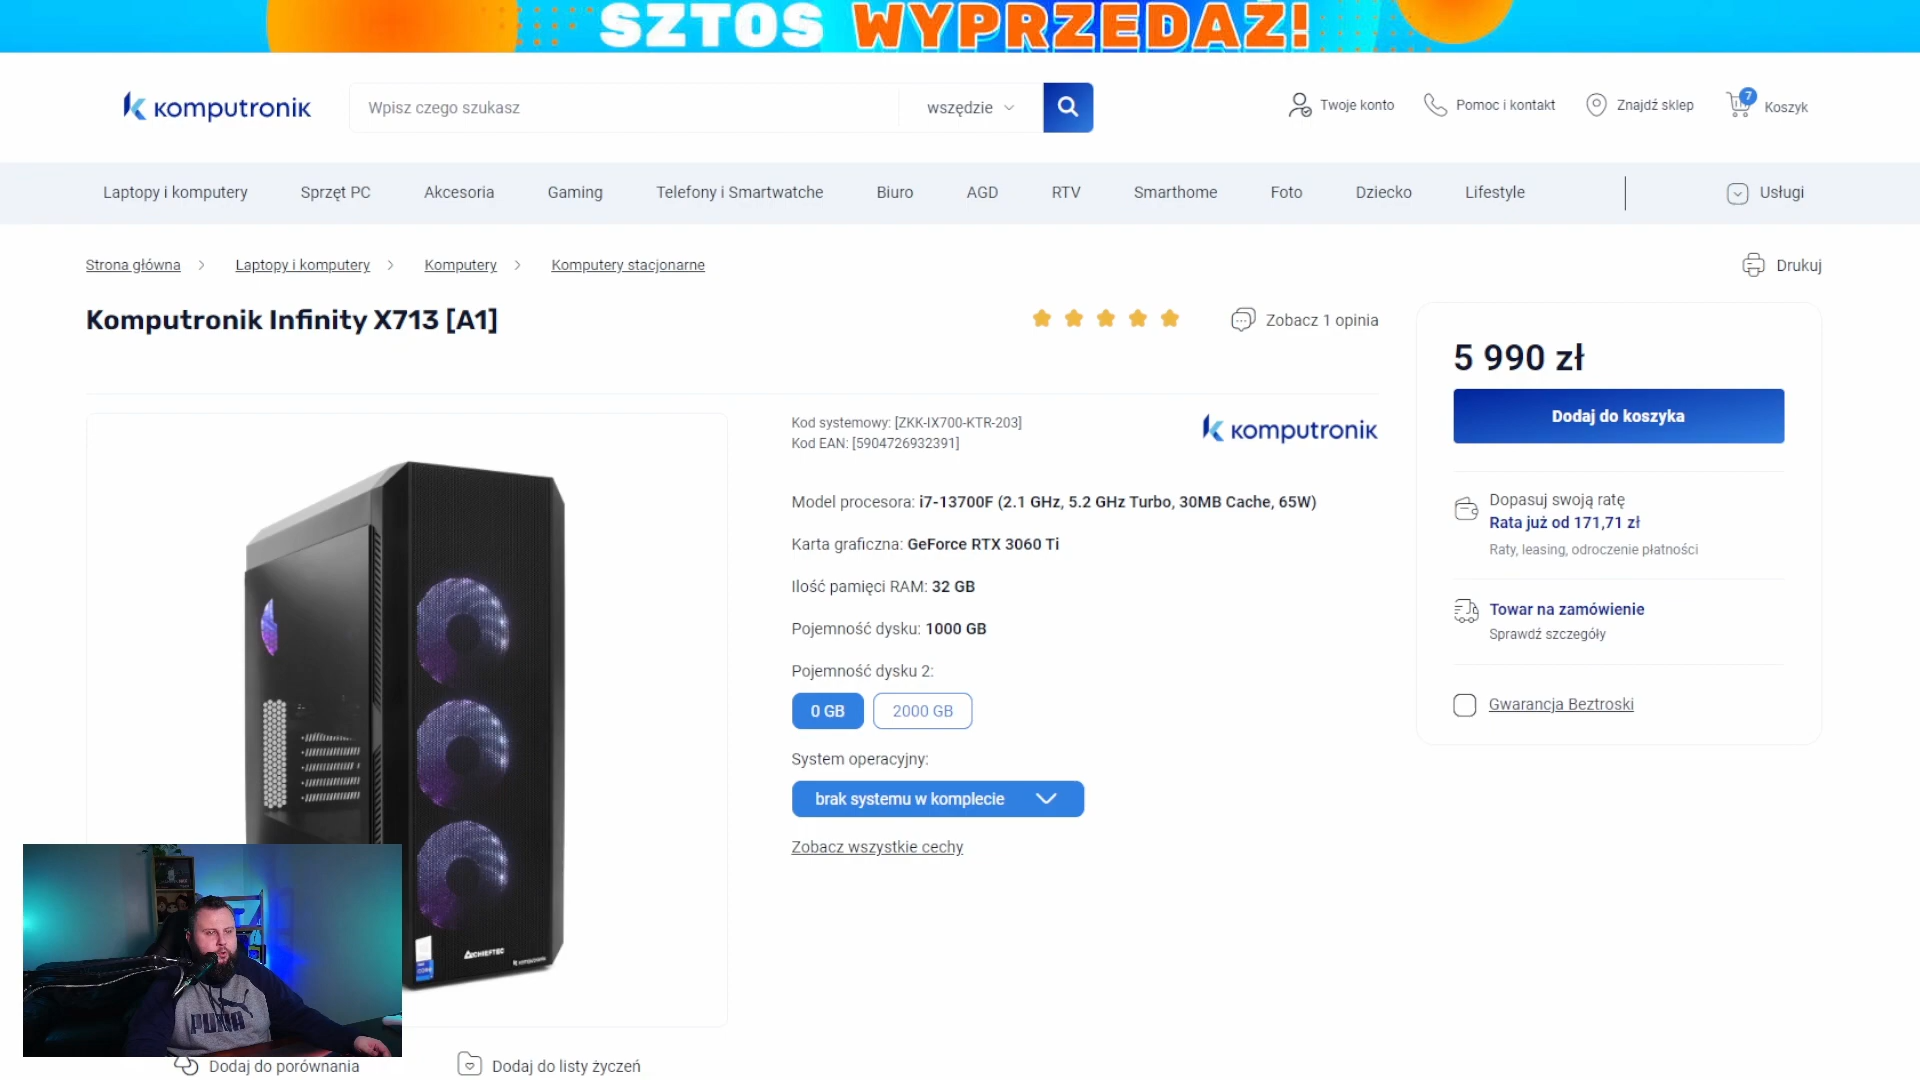 SZTOS WYPRZEDAŻ!
komputronik
Wpisz czego szukasz
wszędzie
Twoje konto
Pomoc i kontakt
Znajdź sklep
7
Koszyk
Laptopy i komputery
Sprzęt PC
Akcesoria
Gaming
Telefony i Smartwatche
Biuro
AGD
RTV
Smarthome
Foto
Dziecko
Lifestyle
Usługi
Strona główna
Laptopy i komputery
Komputery
Komputery stacjonarne
Drukuj
Komputronik Infinity X713 [A1]
Zobacz 1 opinia
5 990 zł
Dodaj do koszyka
Kod systemowy: [ZKK-IX700-KTR-203]
Kod EAN: [5904726932391]
komputronik
Model procesora: i7-13700F (2.1 GHz, 5.2 GHz Turbo, 30MB Cache, 65W)
Karta graficzna: GeForce RTX 3060 Ti
Ilość pamięci RAM: 32 GB
Pojemność dysku: 1000 GB
Pojemność dysku 2:
0 GB
2000 GB
System operacyjny:
brak systemu w komplecie
Zobacz wszystkie cechy
Dopasuj swoją ratę
Rata już od 171,71 zł
Raty, leasing, odroczenie płatności
Towar na zamówienie
Sprawdź szczegóły
Gwarancja Beztroski
CHIEFTEC
komputronik
PUMA
Dodaj do porównania
Dodaj do listy życzeń